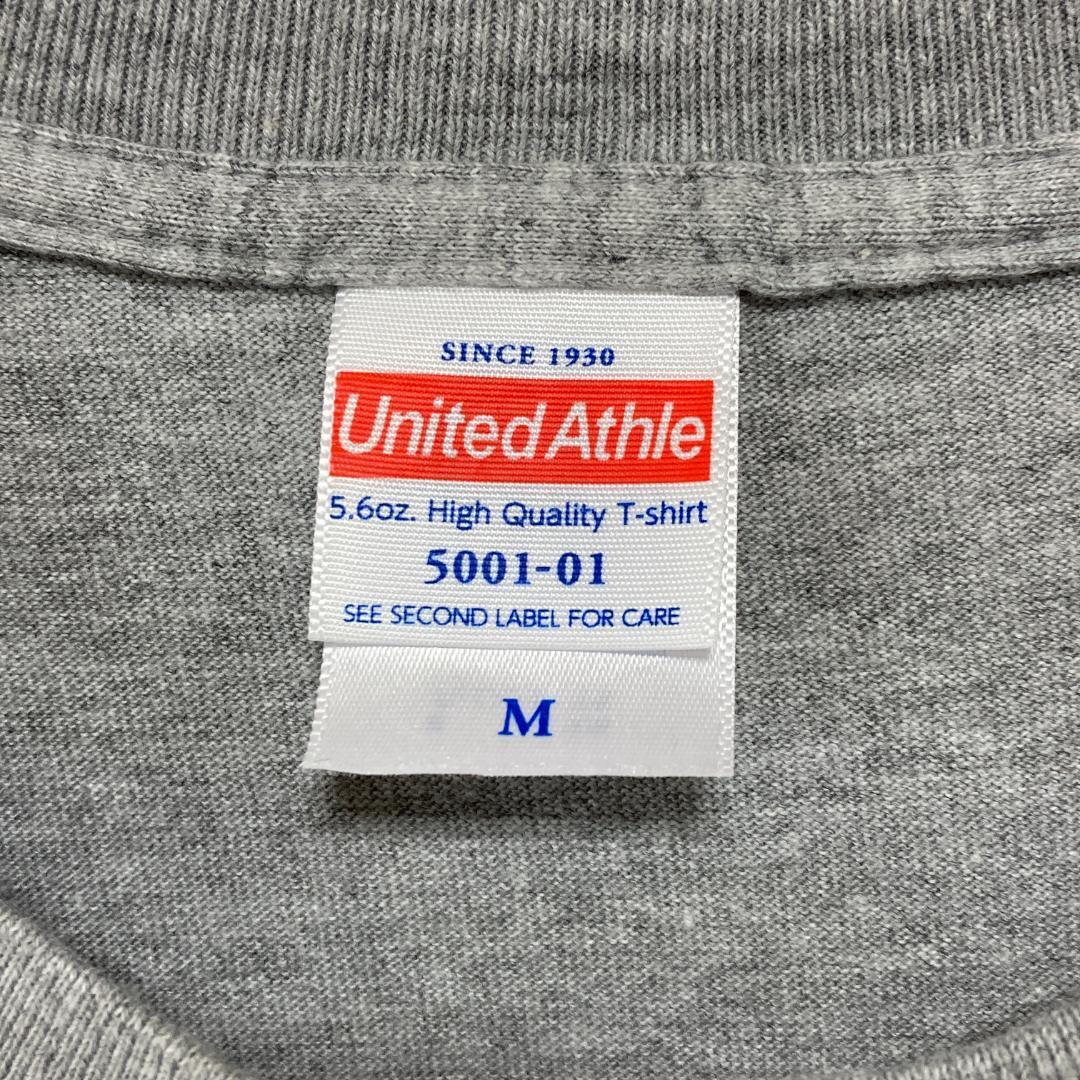 SINCE 1930
United Athle
5.6oz. High Quality T-shirt
5001-01
SEE SECOND LABEL FOR CARE
M